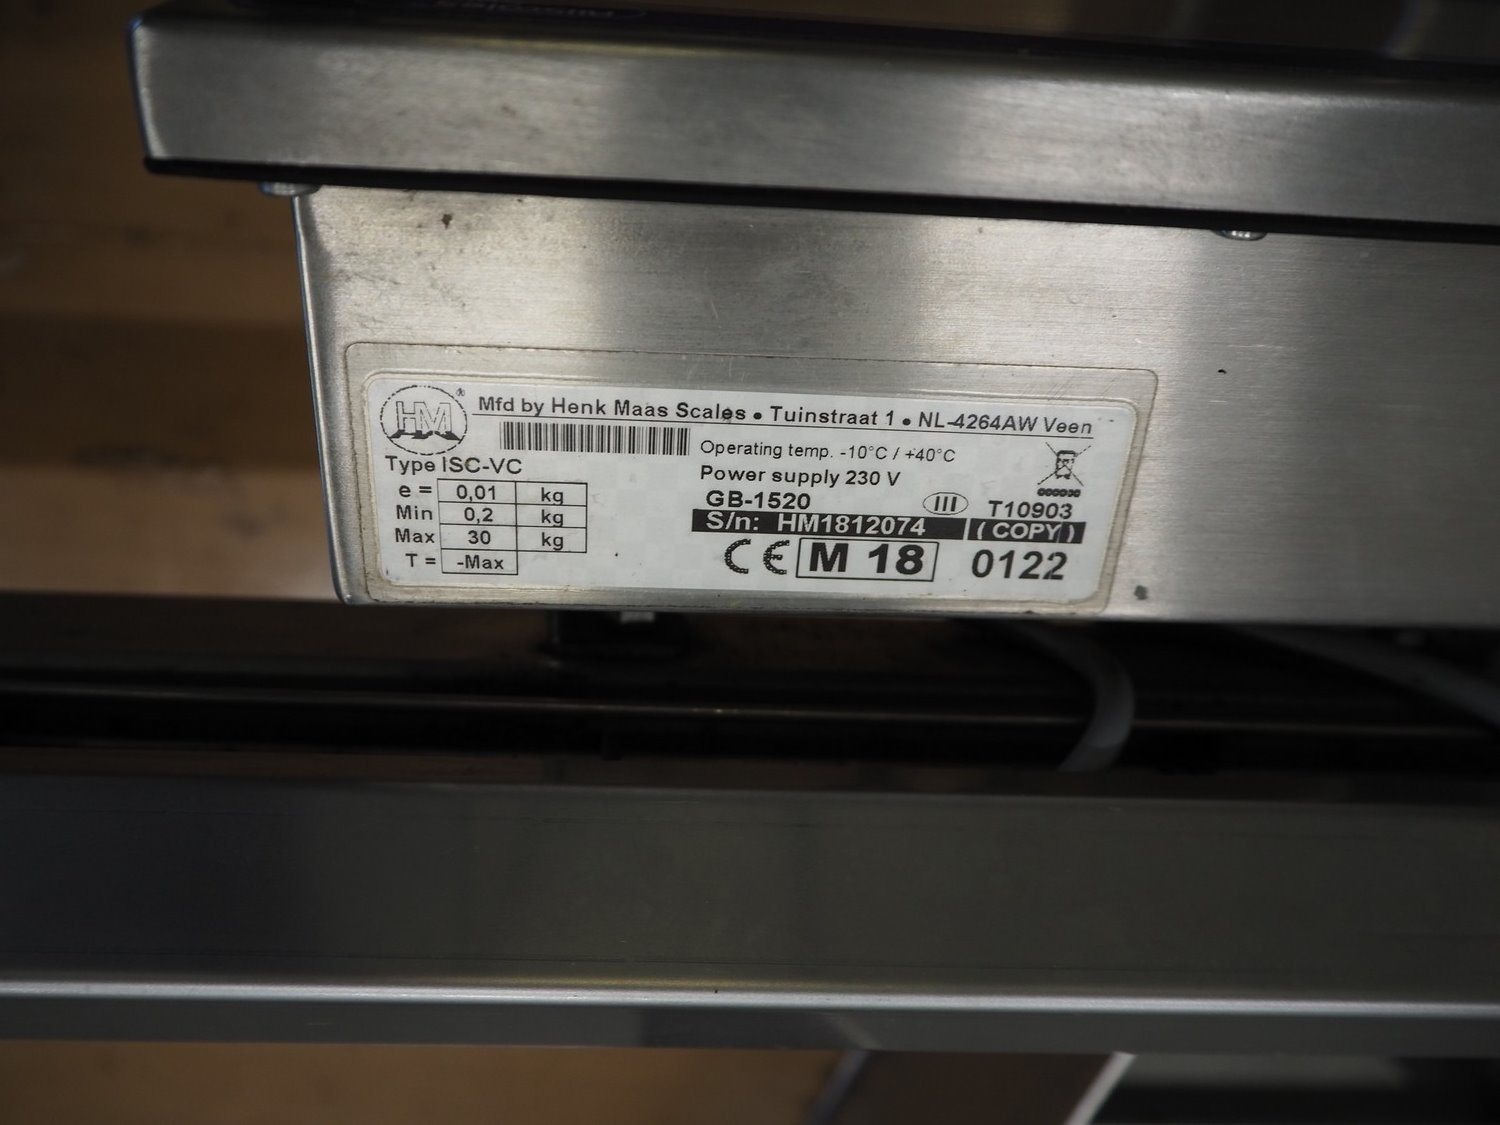 HM ®
Mfd by Henk Maas Scales • Tuinstraat 1 • NL-4264AW Veen
Operating temp. -10°C / +40°C
Type ISC-VC
Power supply 230 V
e = 0,01 kg
GB-1520 III T10903
Min 0,2 kg
S/n: HM1812074 (COPY)
Max 30 kg
CE M 18 0122
T = -Max